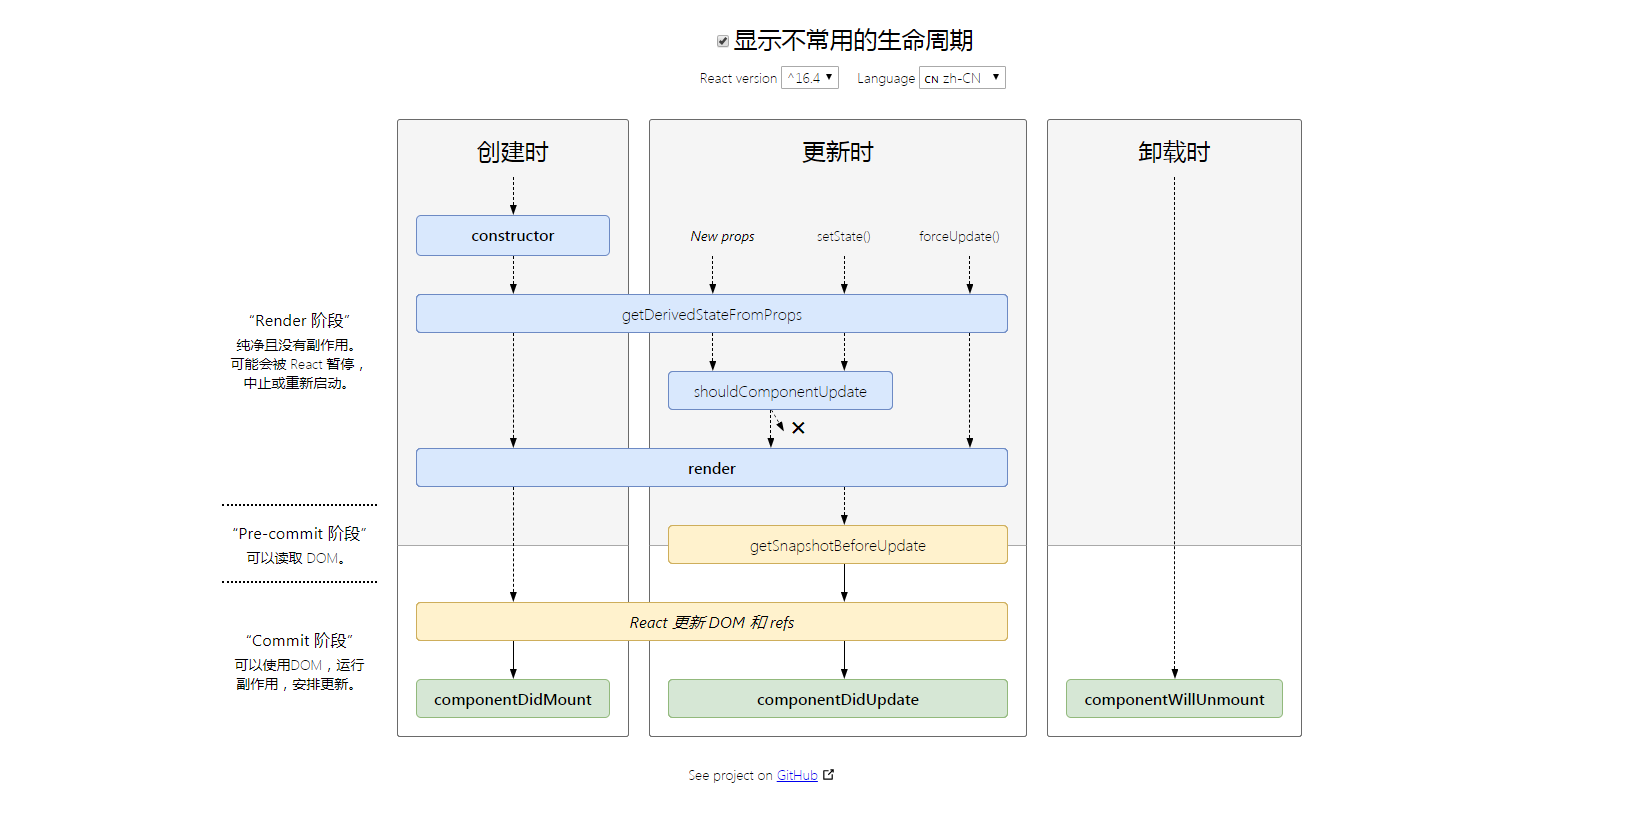 显示不常用的生命周期
React version ^16.4 Language CN zh-CN
创建时
更新时
卸载时
constructor
New props
setState()
forceUpdate()
getDerivedStateFromProps
“Render 阶段”
纯净且没有副作用。
可能会被 React 暂停，
中止或重新启动。
shouldComponentUpdate
render
“Pre-commit 阶段”
可以读取 DOM。
getSnapshotBeforeUpdate
React 更新 DOM 和 refs
“Commit 阶段”
可以使用DOM，运行
副作用，安排更新。
componentDidMount
componentDidUpdate
componentWillUnmount
See project on GitHub